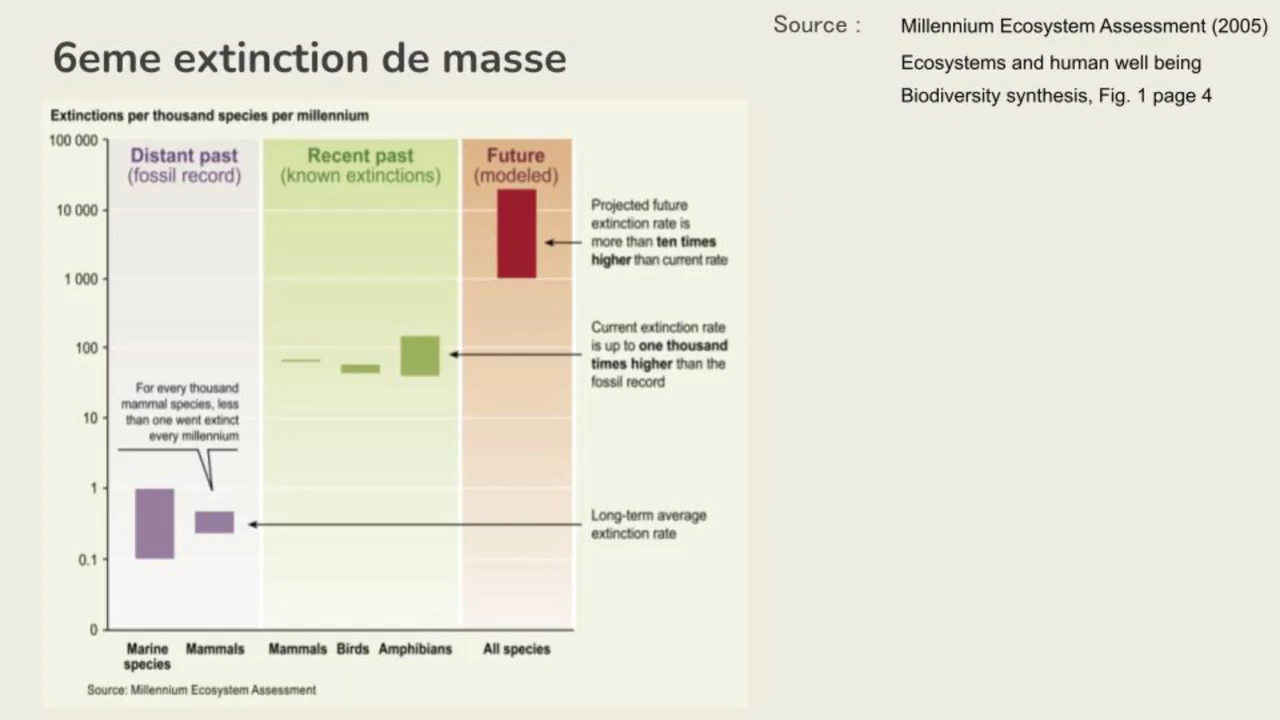 6eme extinction de masse
Source :
Millennium Ecosystem Assessment (2005)
Ecosystems and human well being
Biodiversity synthesis, Fig. 1 page 4
Extinctions per thousand species per millennium
100 000
10 000
1 000
100
10
1
0.1
0
Distant past
(fossil record)
Recent past
(known extinctions)
Future
(modeled)
Projected future
extinction rate is
more than ten times
higher than current rate
Current extinction rate
is up to one thousand
times higher than the
fossil record
For every thousand
mammal species, less
than one went extinct
every millennium
Long-term average
extinction rate
Marine
species
Mammals
Mammals
Birds
Amphibians
All species
Source: Millennium Ecosystem Assessment